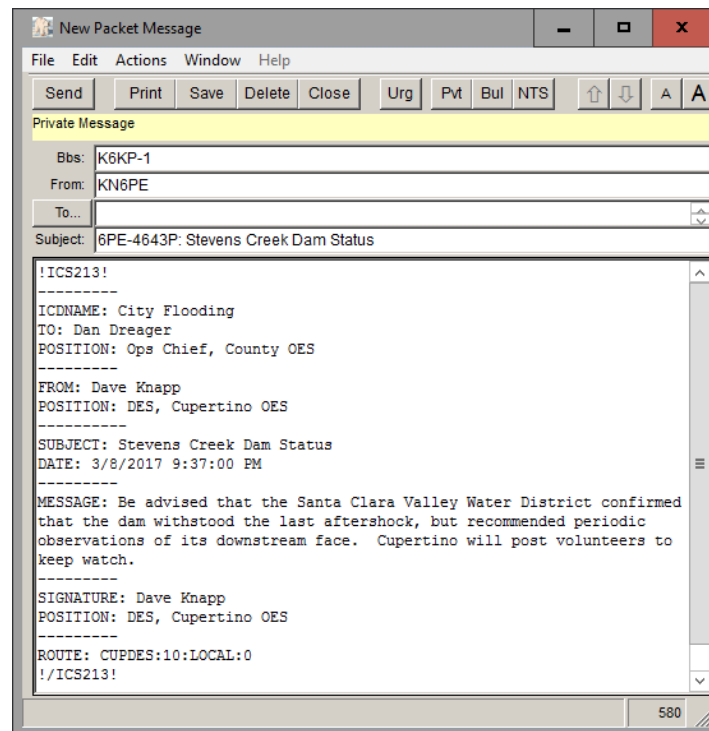 New Packet Message
File Edit Actions Window Help
Send Print Save Delete Close Urg Pvt Bul NTS A A
Private Message
Bbs: K6KP-1
From: KN6PE
To...
Subject: 6PE-4643P: Stevens Creek Dam Status
!ICS213!
---------
ICDNAME: City Flooding
TO: Dan Dreager
POSITION: Ops Chief, County OES
---------
FROM: Dave Knapp
POSITION: DES, Cupertino OES
----------
SUBJECT: Stevens Creek Dam Status
DATE: 3/8/2017 9:37:00 PM
---------
MESSAGE: Be advised that the Santa Clara Valley Water District confirmed
that the dam withstood the last aftershock, but recommended periodic
observations of its downstream face.  Cupertino will post volunteers to
keep watch.
---------
SIGNATURE: Dave Knapp
POSITION: DES, Cupertino OES
---------
ROUTE: CUPDES:10:LOCAL:0
!/ICS213!
580